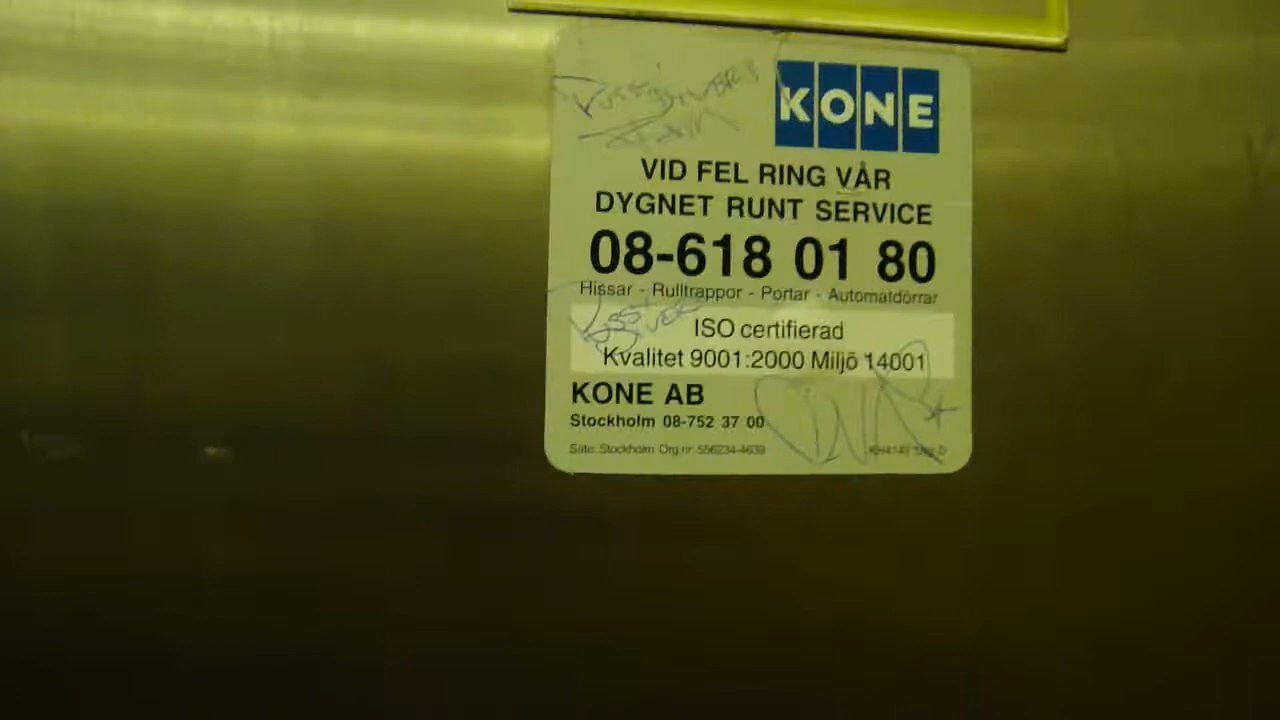 KONE
VID FEL RING VÅR
DYGNET RUNT SERVICE
08-618 01 80
Hissar - Rulltrappor - Portar - Automatdörrar
ISO certifierad
Kvalitet 9001:2000 Miljö 14001
KONE AB
Stockholm 08-752 37 00
Säte: Stockholm Org.nr 556234-4639